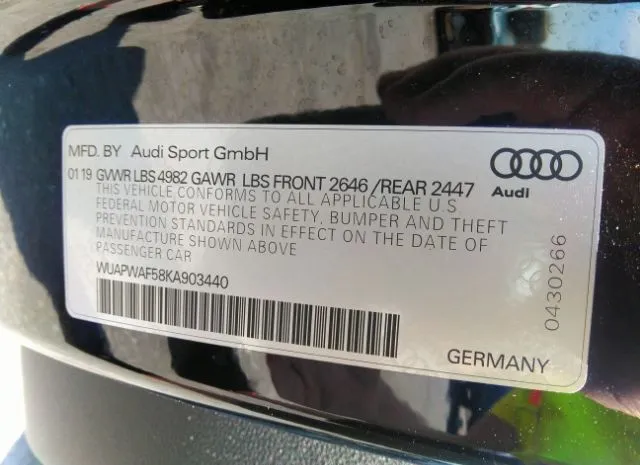 MFD. BY Audi Sport GmbH
01 19 GVWR LBS 4982 GAWR LBS FRONT 2646 / REAR 2447
THIS VEHICLE CONFORMS TO ALL APPLICABLE U S
FEDERAL MOTOR VEHICLE SAFETY, BUMPER AND THEFT
PREVENTION STANDARDS IN EFFECT ON THE DATE OF
MANUFACTURE SHOWN ABOVE
PASSENGER CAR
WUAPWAF58KA903440
Audi
0430266
GERMANY